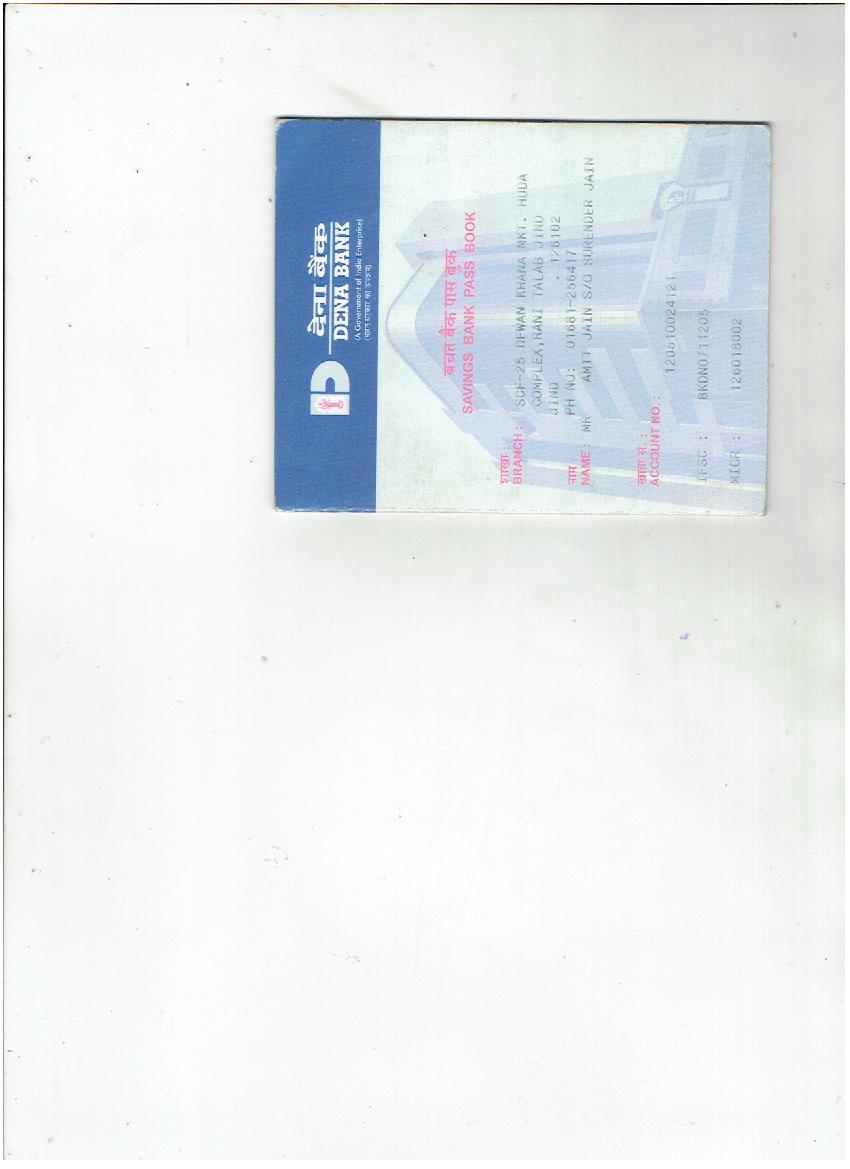 देना बैंक
DENA BANK
(A Government of India Enterprise)
(भारत सरकार का उपक्रम)
बचत बैंक पास बुक
SAVINGS BANK PASS BOOK
शाखा :
BRANCH: SCF-25 DEWAN KHANA MKT. HUDA
COMPLEX,RANI TALAB JIND
JIND . 126102
PH NO: 01681-256417
नाम :
NAME : MR AMIT JAIN S/O SURENDER JAIN
खाता सं. :
ACCOUNT NO. :
120510024121
IFSC : BKDN0711205
MICR : 126018002